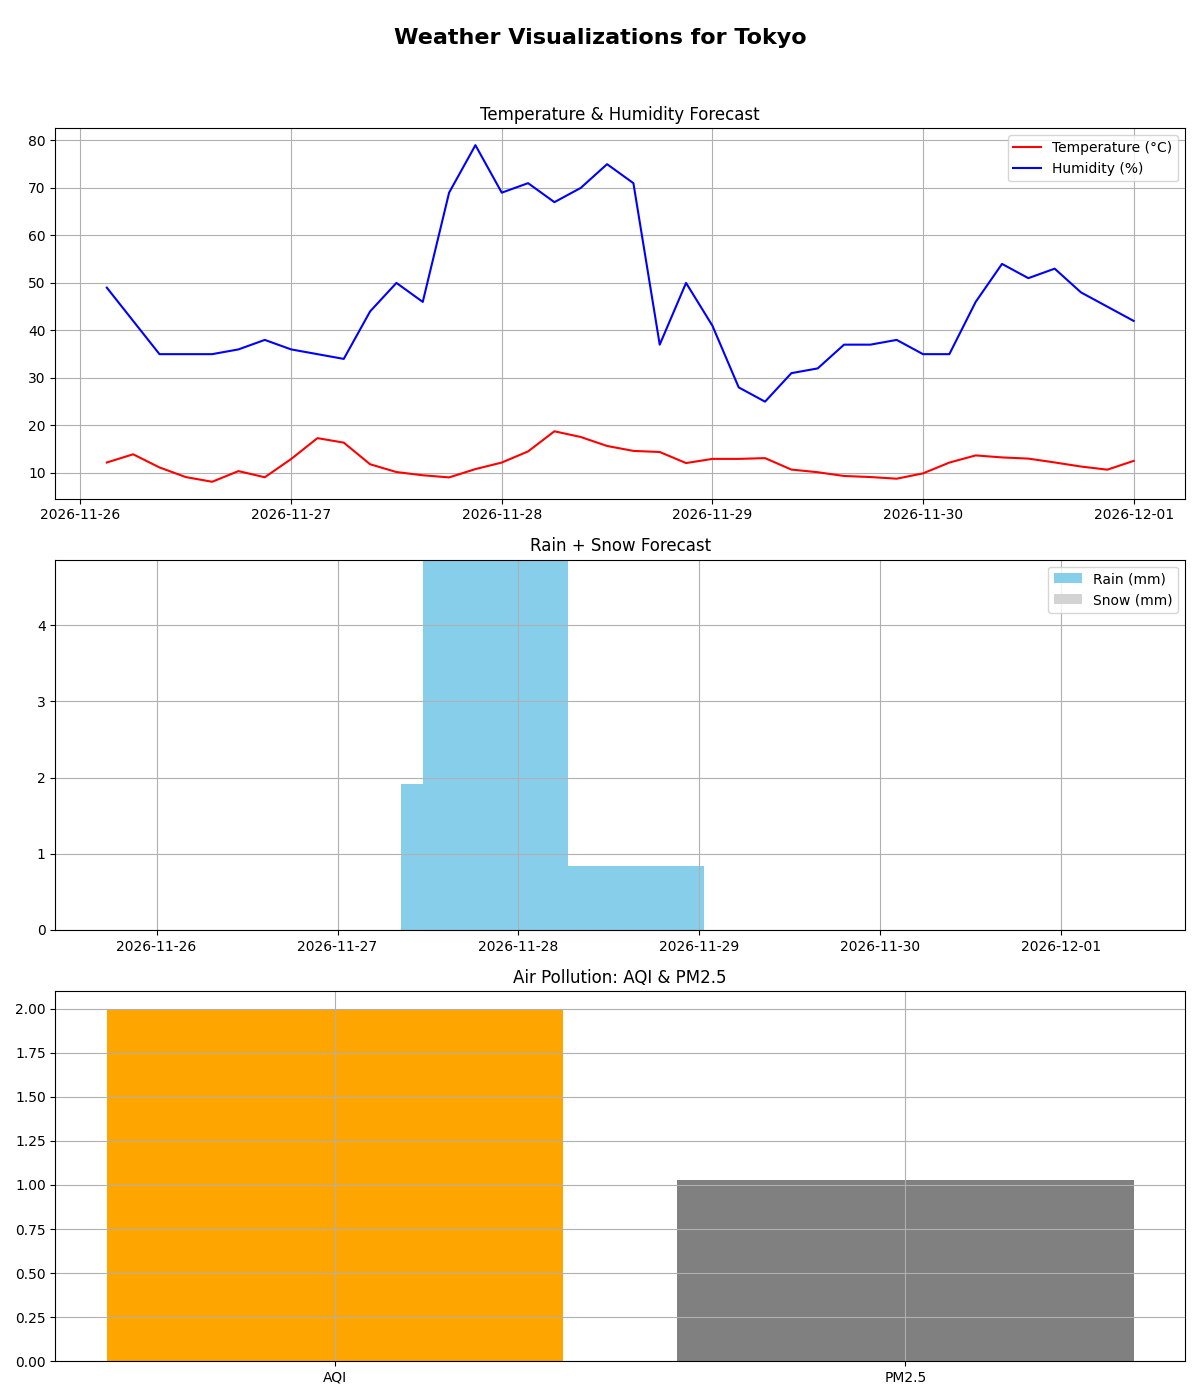 Weather Visualizations for Tokyo
Temperature & Humidity Forecast
80
70
60
50
40
30
20
10
Temperature (°C)
Humidity (%)
2026-11-26 2026-11-27 2026-11-28 2026-11-29 2026-11-30 2026-12-01
Rain + Snow Forecast
4
3
2
1
0
Rain (mm)
Snow (mm)
2026-11-26 2026-11-27 2026-11-28 2026-11-29 2026-11-30 2026-12-01
Air Pollution: AQI & PM2.5
2.00
1.75
1.50
1.25
1.00
0.75
0.50
0.25
0.00
AQI PM2.5